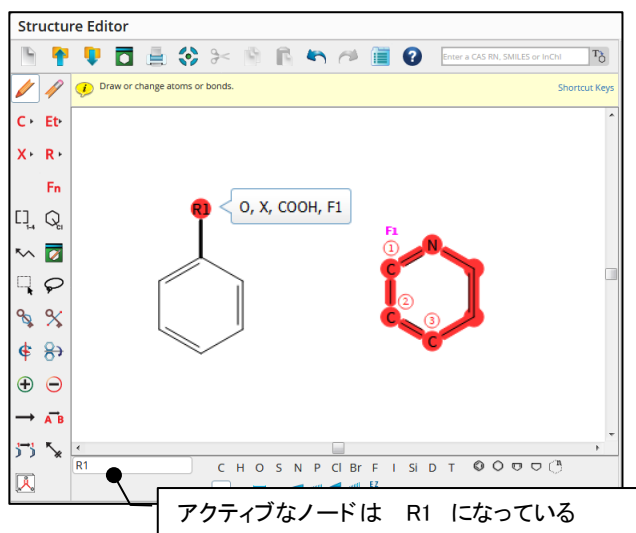 Structure Editor
Enter a CAS RN, SMILES or InChI
Draw or change atoms or bonds.
Shortcut Keys
C Et
X R
Fn
R1
O, X, COOH, F1
F1
① N
C
C ②
③
C
A B
R1
C H O S N P Cl Br F I Si D T
EZ
アクティブなノードは R1 になっている